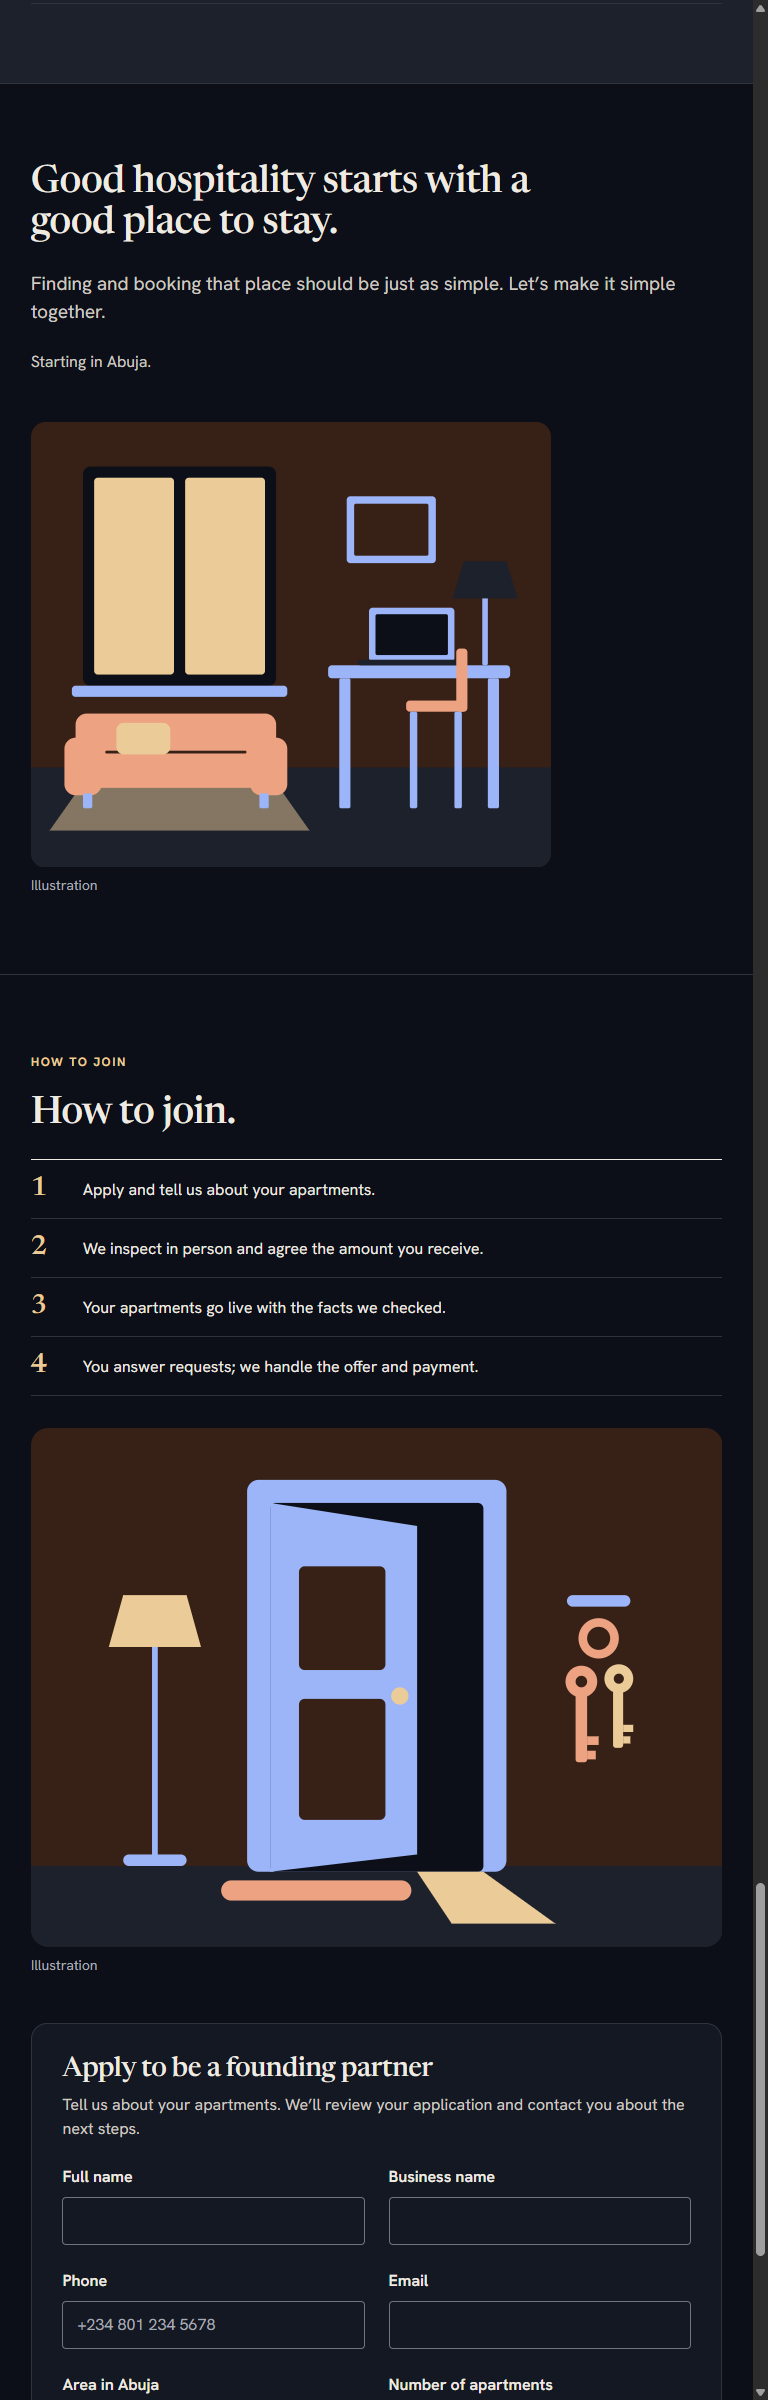 Good hospitality starts with a
good place to stay.
Finding and booking that place should be just as simple. Let’s make it simple
together.
Starting in Abuja.
Illustration
HOW TO JOIN
How to join.
1 Apply and tell us about your apartments.
2 We inspect in person and agree the amount you receive.
3 Your apartments go live with the facts we checked.
4 You answer requests; we handle the offer and payment.
Illustration
Apply to be a founding partner
Tell us about your apartments. We’ll review your application and contact you about the
next steps.
Full name Business name
Phone Email
+234 801 234 5678
Area in Abuja Number of apartments